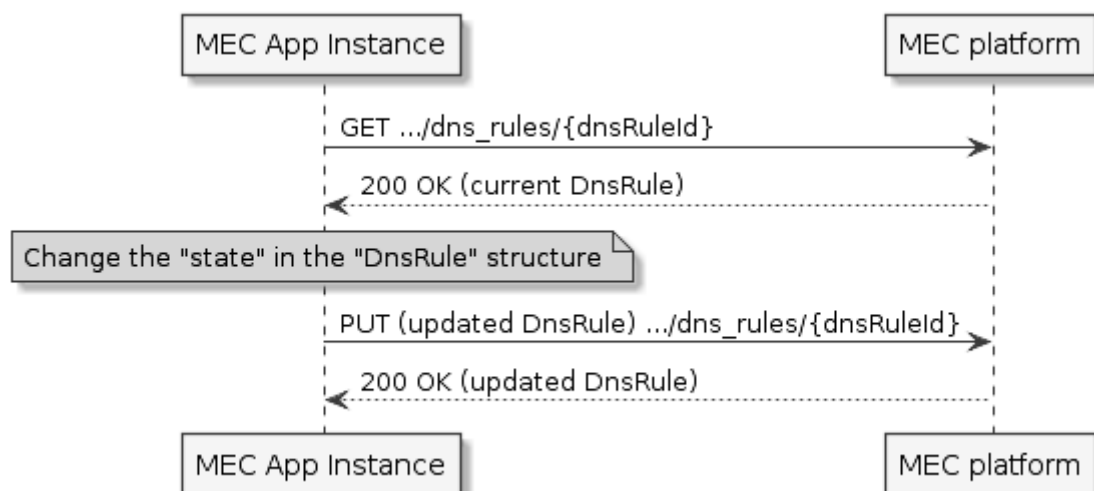 MEC App Instance
MEC platform
GET .../dns_rules/{dnsRuleId}
200 OK (current DnsRule)
Change the "state" in the "DnsRule" structure
PUT (updated DnsRule) .../dns_rules/{dnsRuleId}
200 OK (updated DnsRule)
MEC App Instance
MEC platform